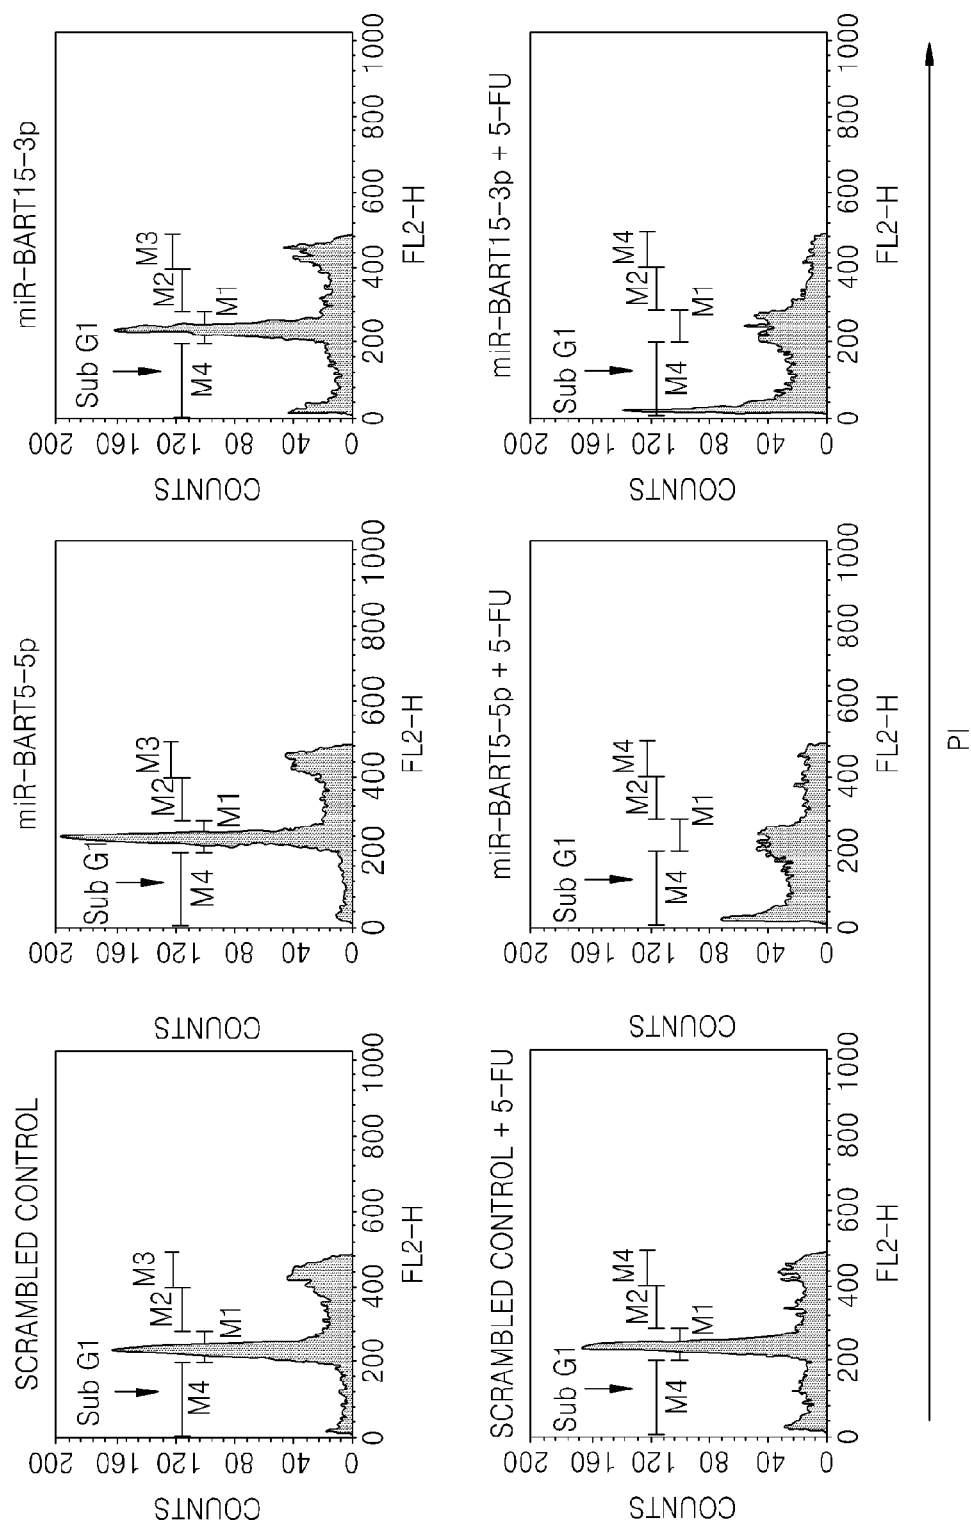 SCRAMBLED CONTROL
COUNTS
200
160
120
80
40
0
Sub G1
M4
M1
M2
M3
0
200
400
600
800
1000
FL2-H
miR-BART5-5p
COUNTS
200
160
120
80
40
0
Sub G1
M4
M1
M2
M3
0
200
400
600
800
1000
FL2-H
miR-BART15-3p
COUNTS
200
160
120
80
40
0
Sub G1
M4
M1
M2
M3
0
200
400
600
800
1000
FL2-H
SCRAMBLED CONTROL + 5-FU
COUNTS
200
160
120
80
40
0
Sub G1
M4
M1
M2
M4
0
200
400
600
800
1000
FL2-H
miR-BART5-5p + 5-FU
COUNTS
200
160
120
80
40
0
Sub G1
M4
M1
M2
M4
0
200
400
600
800
1000
FL2-H
miR-BART15-3p + 5-FU
COUNTS
200
160
120
80
40
0
Sub G1
M4
M1
M2
M4
0
200
400
600
800
1000
FL2-H
PI